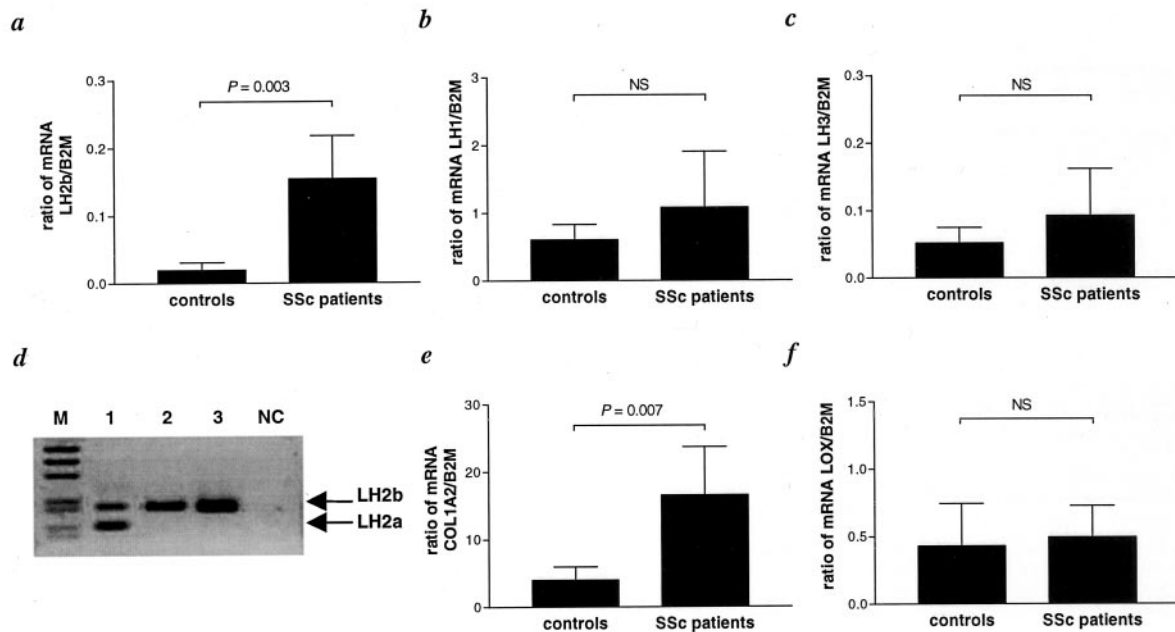 a
ratio of mRNA
LH2b/B2M
0.3
0.2
0.1
0.0
P = 0.003
controls
SSc patients
b
ratio of mRNA LH1/B2M
3
2
1
0
NS
controls
SSc patients
c
ratio of mRNA LH3/B2M
0.3
0.2
0.1
0.0
NS
controls
SSc patients
d
M 1 2 3 NC
LH2b
LH2a
e
ratio of mRNA
COL1A2/B2M
30
20
10
0
P = 0.007
controls
SSc patients
f
ratio of mRNA LOX/B2M
1.5
1.0
0.5
0.0
NS
controls
SSc patients